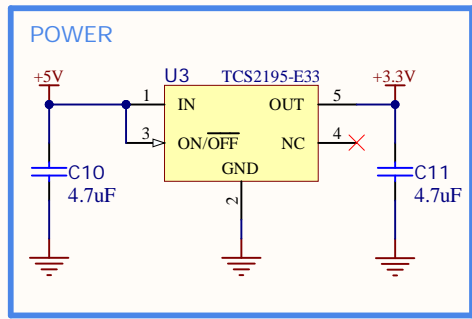 POWER
+5V
U3
TCS2195-E33
+3.3V
1
IN
OUT
5
3
ON/OFF
NC
4
GND
2
C10
4.7uF
C11
4.7uF